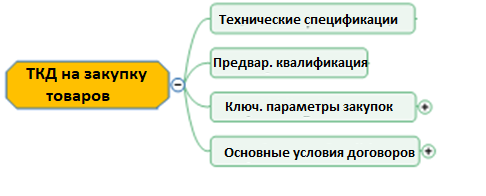 ТКД на закупку
товаров
Технические спецификации
Предвар. квалификация
Ключ. параметры закупок
Основные условия договоров